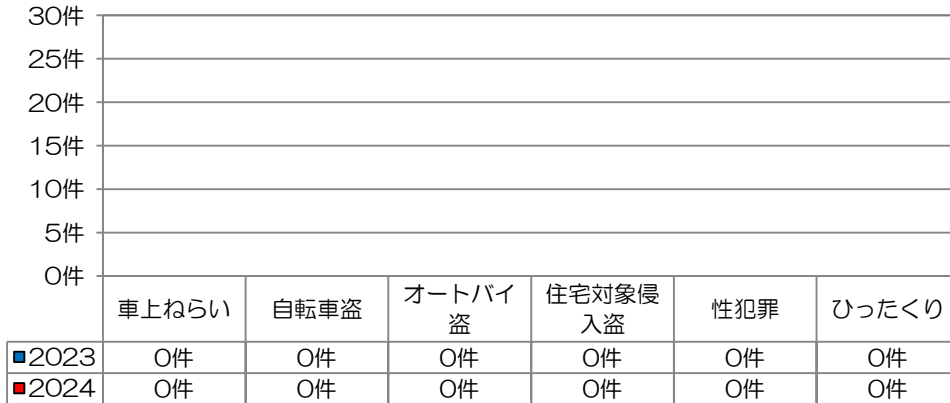 30件
25件
20件
15件
10件
5件
0件
車上ねらい 自転車盗 オートバイ盗 住宅対象侵入盗 性犯罪 ひったくり
2023 0件 0件 0件 0件 0件 0件
2024 0件 0件 0件 0件 0件 0件